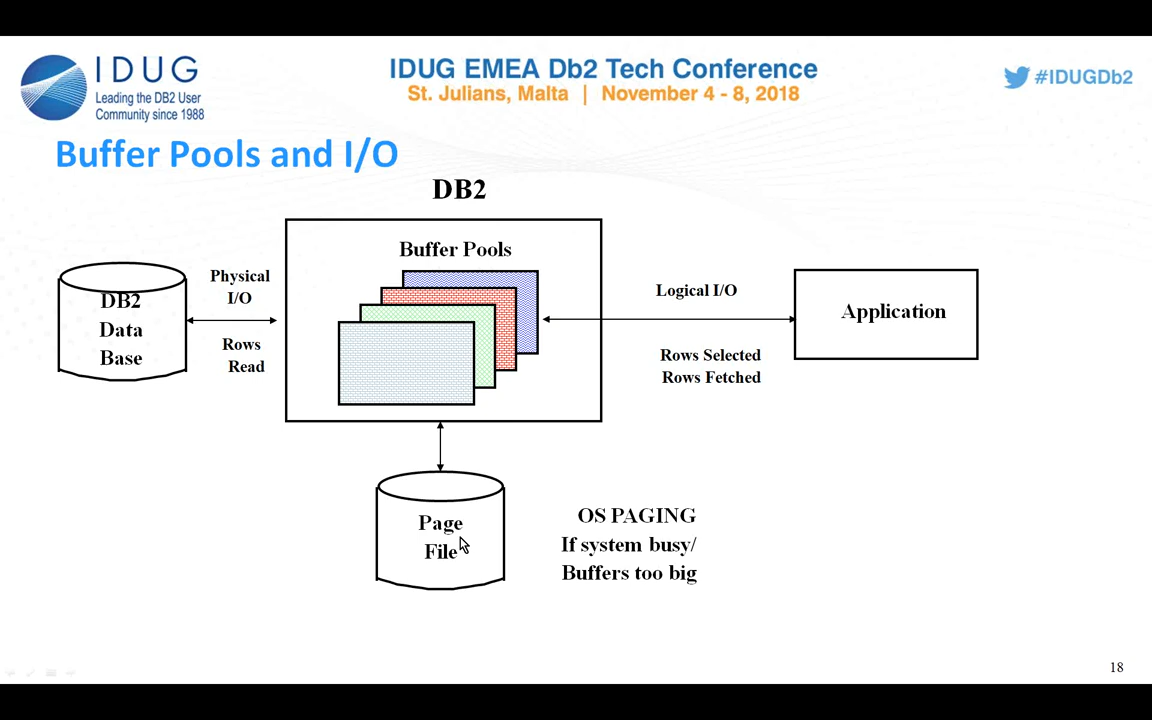 IDUG
Leading the DB2 User
Community since 1988
IDUG EMEA Db2 Tech Conference
St. Julians, Malta | November 4 - 8, 2018
#IDUGDb2
Buffer Pools and I/O
DB2
Buffer Pools
DB2
Data
Base
Physical
I/O
Rows
Read
Logical I/O
Rows Selected
Rows Fetched
Application
Page
File
OS PAGING
If system busy/
Buffers too big
18